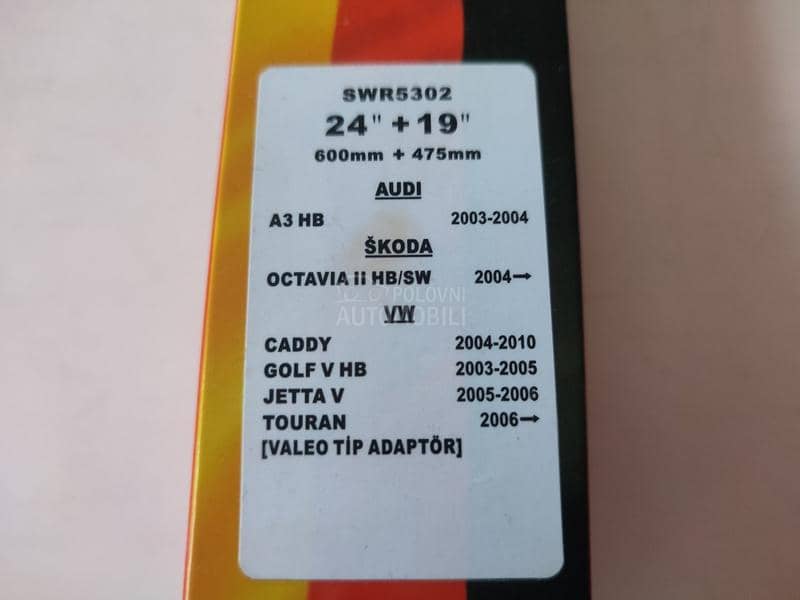 SWR5302
24" + 19"
600mm + 475mm
AUDI
A3 HB 2003-2004
ŠKODA
OCTAVIA II HB/SW 2004→
POLOVNI
AUTOMOBILI
VW
CADDY 2004-2010
GOLF V HB 2003-2005
JETTA V 2005-2006
TOURAN 2006→
[VALEO TİP ADAPTÖR]